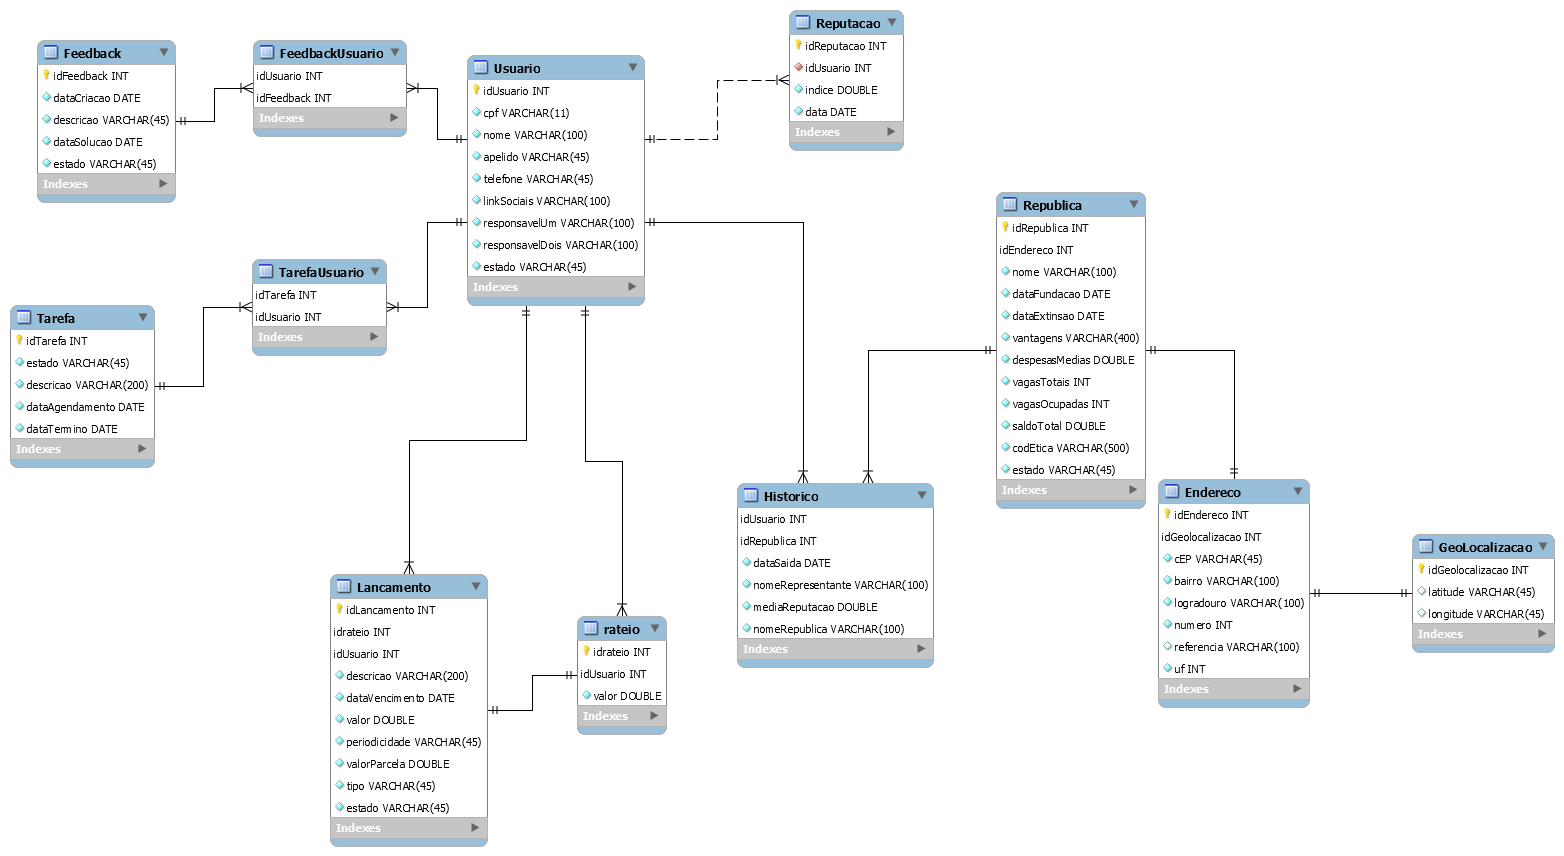 Feedback
idFeedback INT
dataCriacao DATE
descricao VARCHAR(45)
dataSolucao DATE
estado VARCHAR(45)
Indexes
FeedbackUsuario
idUsuario INT
idFeedback INT
Indexes
Usuario
idUsuario INT
cpf VARCHAR(11)
nome VARCHAR(100)
apelido VARCHAR(45)
telefone VARCHAR(45)
linkSociais VARCHAR(100)
responsavelUm VARCHAR(100)
responsavelDois VARCHAR(100)
estado VARCHAR(45)
Indexes
Reputacao
idReputacao INT
idUsuario INT
indice DOUBLE
data DATE
Indexes
Tarefa
idTarefa INT
estado VARCHAR(45)
descricao VARCHAR(200)
dataAgendamento DATE
dataTermino DATE
Indexes
TarefaUsuario
idTarefa INT
idUsuario INT
Indexes
Republica
idRepublica INT
idEndereco INT
nome VARCHAR(100)
dataFundacao DATE
dataExtinsao DATE
vantagens VARCHAR(400)
despesasMedias DOUBLE
vagasTotais INT
vagasOcupadas INT
saldoTotal DOUBLE
codEtica VARCHAR(500)
estado VARCHAR(45)
Indexes
Lancamento
idLancamento INT
idrateio INT
idUsuario INT
descricao VARCHAR(200)
dataVencimento DATE
valor DOUBLE
periodicidade VARCHAR(45)
valorParcela DOUBLE
tipo VARCHAR(45)
estado VARCHAR(45)
Indexes
rateio
idrateio INT
idUsuario INT
valor DOUBLE
Indexes
Historico
idUsuario INT
idRepublica INT
dataSaida DATE
nomeRepresentante VARCHAR(100)
mediaReputacao DOUBLE
nomeRepublica VARCHAR(100)
Indexes
Endereco
idEndereco INT
idGeolocalizacao INT
cEP VARCHAR(45)
bairro VARCHAR(100)
logradouro VARCHAR(100)
numero INT
referencia VARCHAR(100)
uf INT
Indexes
GeoLocalizacao
idGeolocalizacao INT
latitude VARCHAR(45)
longitude VARCHAR(45)
Indexes